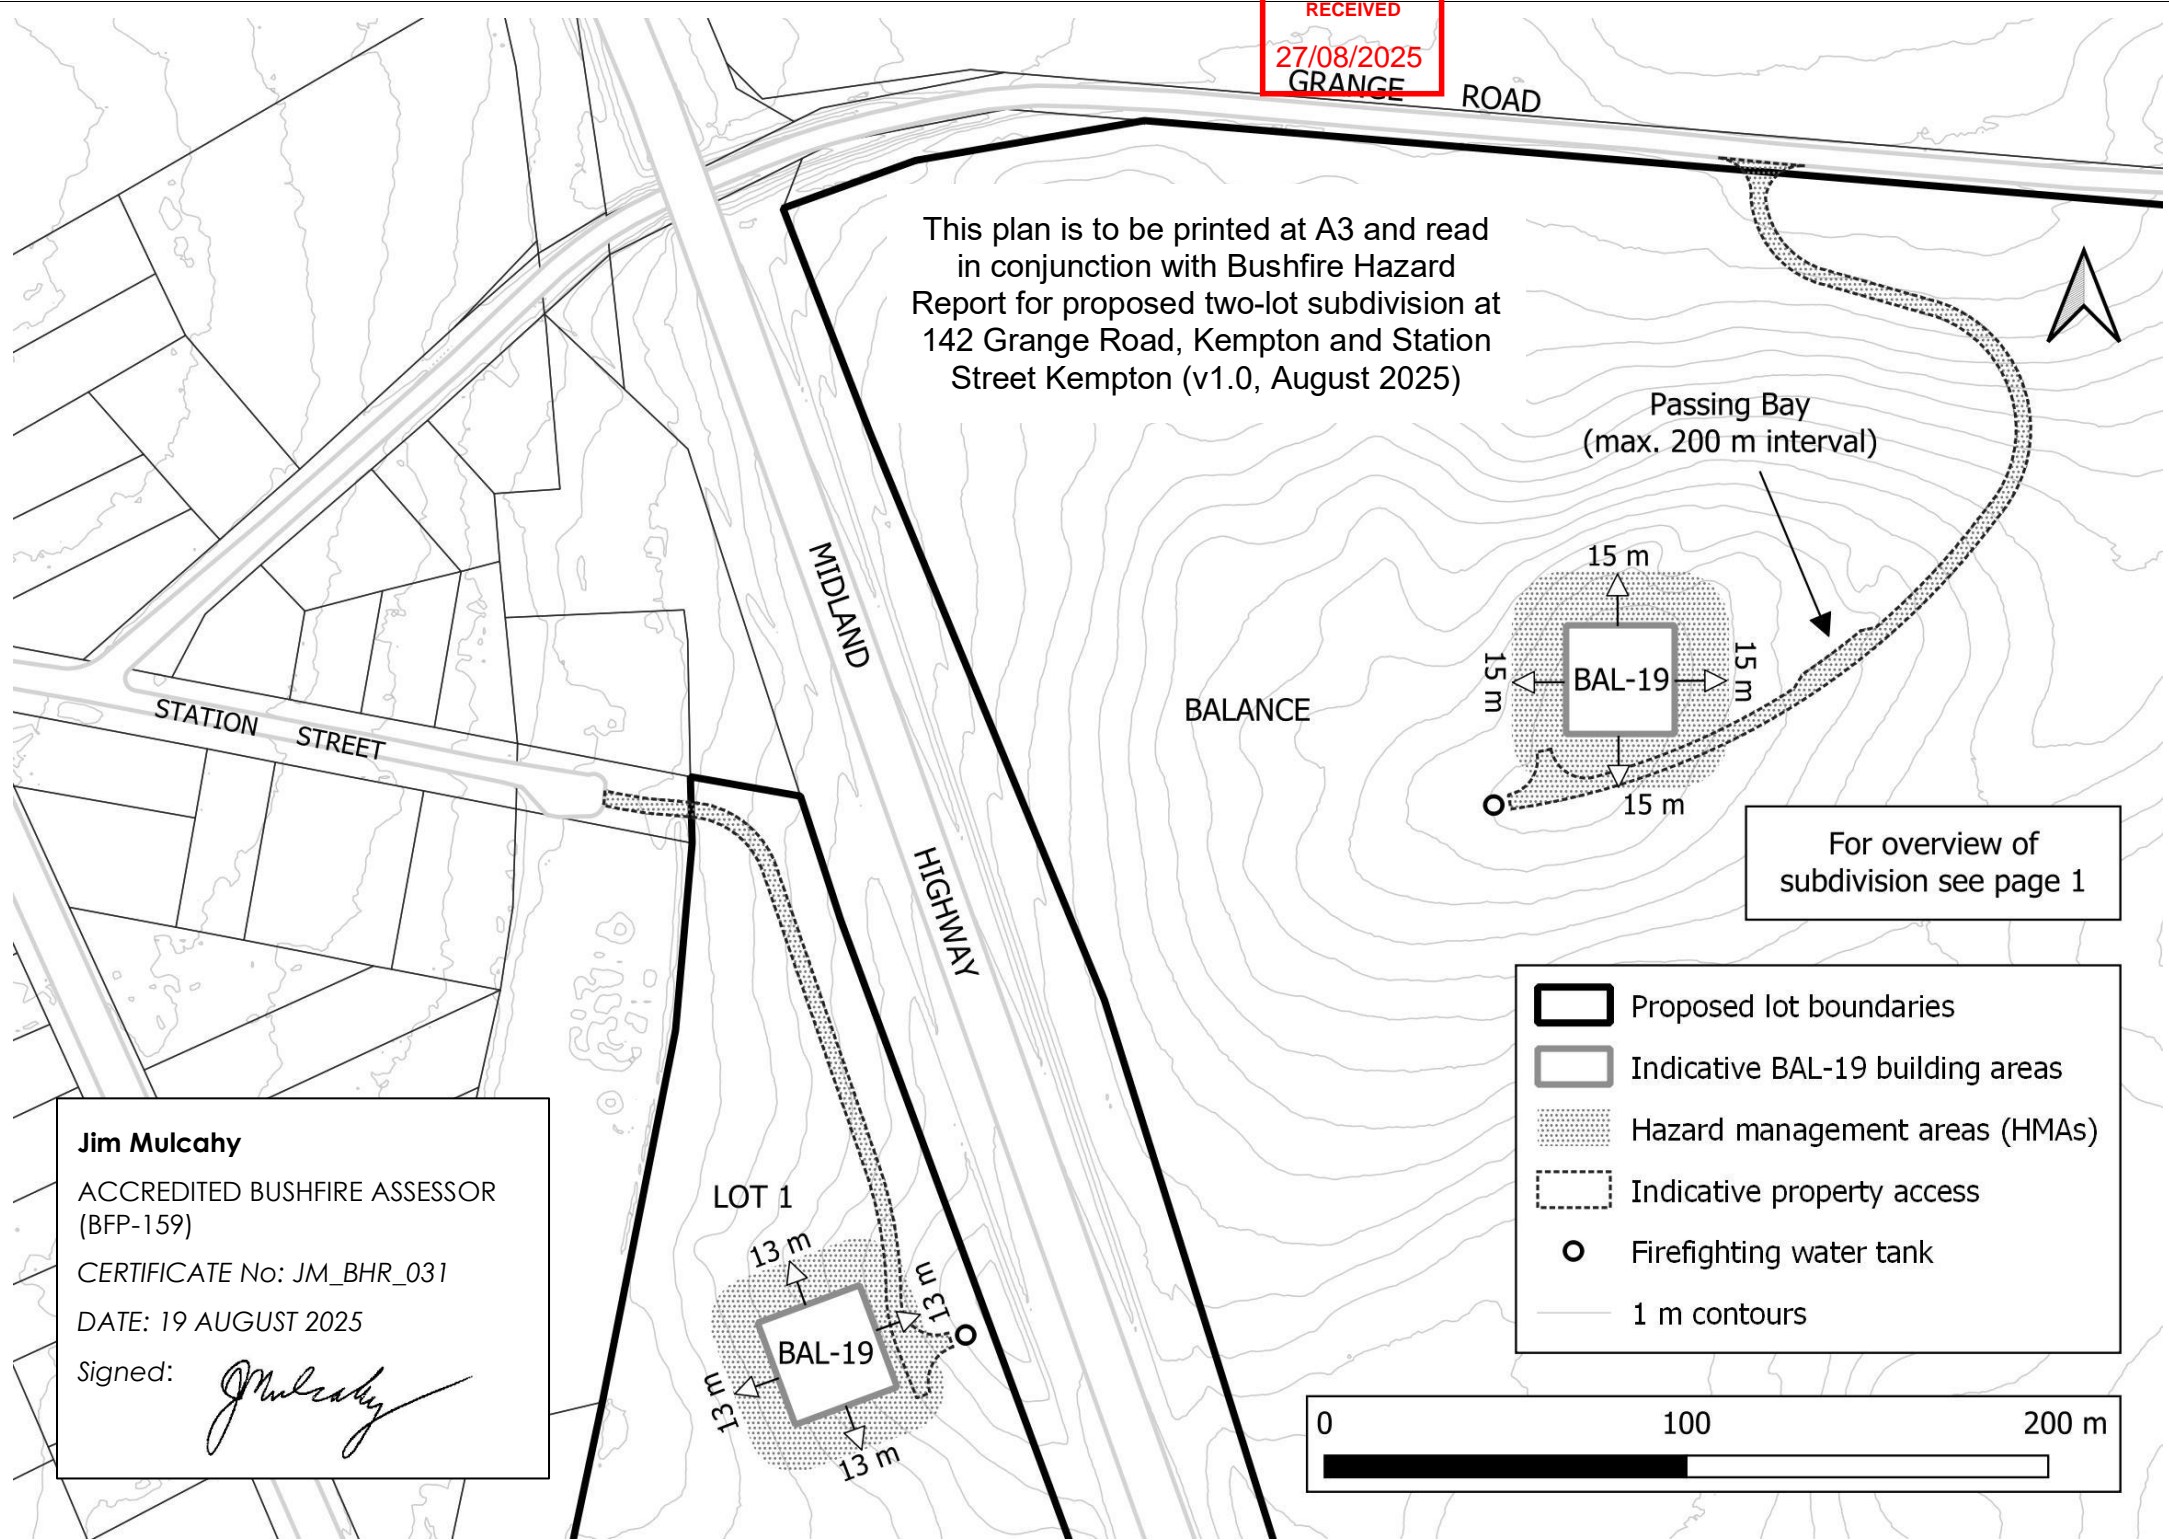 RECEIVED
27/08/2025
GRANGE ROAD
This plan is to be printed at A3 and read
in conjunction with Bushfire Hazard
Report for proposed two-lot subdivision at
142 Grange Road, Kempton and Station
Street Kempton (v1.0, August 2025)
Passing Bay
(max. 200 m interval)
MIDLAND
HIGHWAY
15 m
15 m
BAL-19
15 m
15 m
BALANCE
STATION STREET
For overview of
subdivision see page 1
Proposed lot boundaries
Indicative BAL-19 building areas
Hazard management areas (HMAs)
Indicative property access
Firefighting water tank
1 m contours
Jim Mulcahy
ACCREDITED BUSHFIRE ASSESSOR
(BFP-159)
CERTIFICATE No: JM_BHR_031
DATE: 19 AUGUST 2025
Signed:
JMulcahy
LOT 1
13 m
13 m
BAL-19
13 m
13 m
0 100 200 m